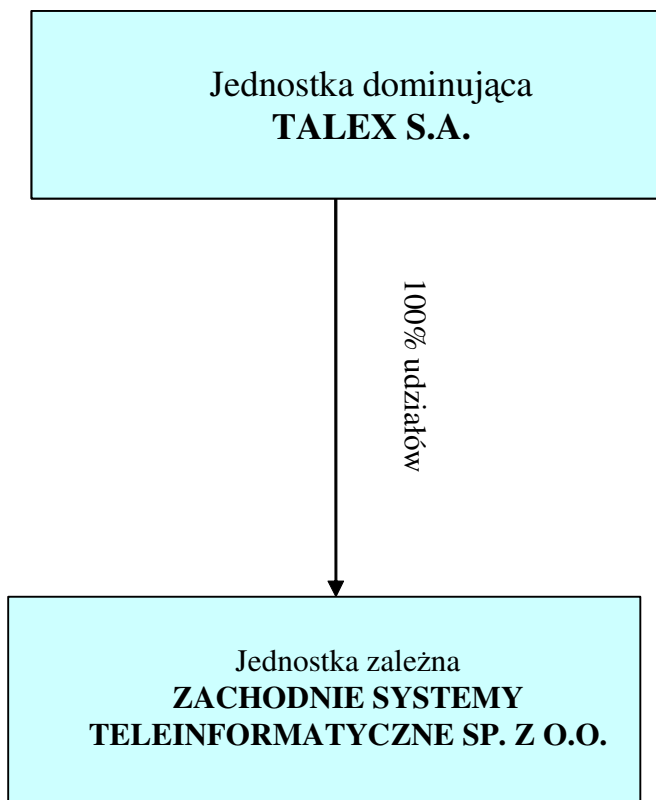 Jednostka dominująca
TALEX S.A.
100% udziałów
Jednostka zależna
ZACHODNIE SYSTEMY
TELEINFORMATYCZNE SP. Z O.O.